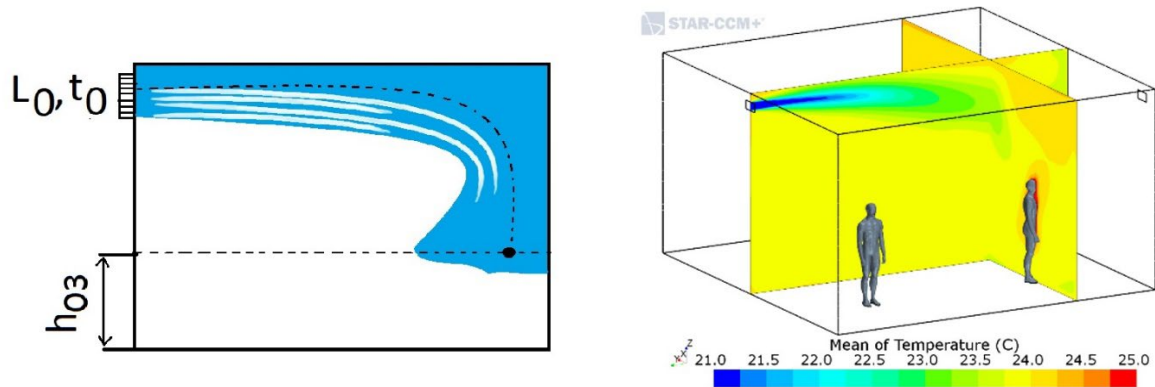 L0, t0
h03
STAR-CCM+
Z
Y X
Mean of Temperature (C)
21.0 21.5 22.0 22.5 23.0 23.5 24.0 24.5 25.0